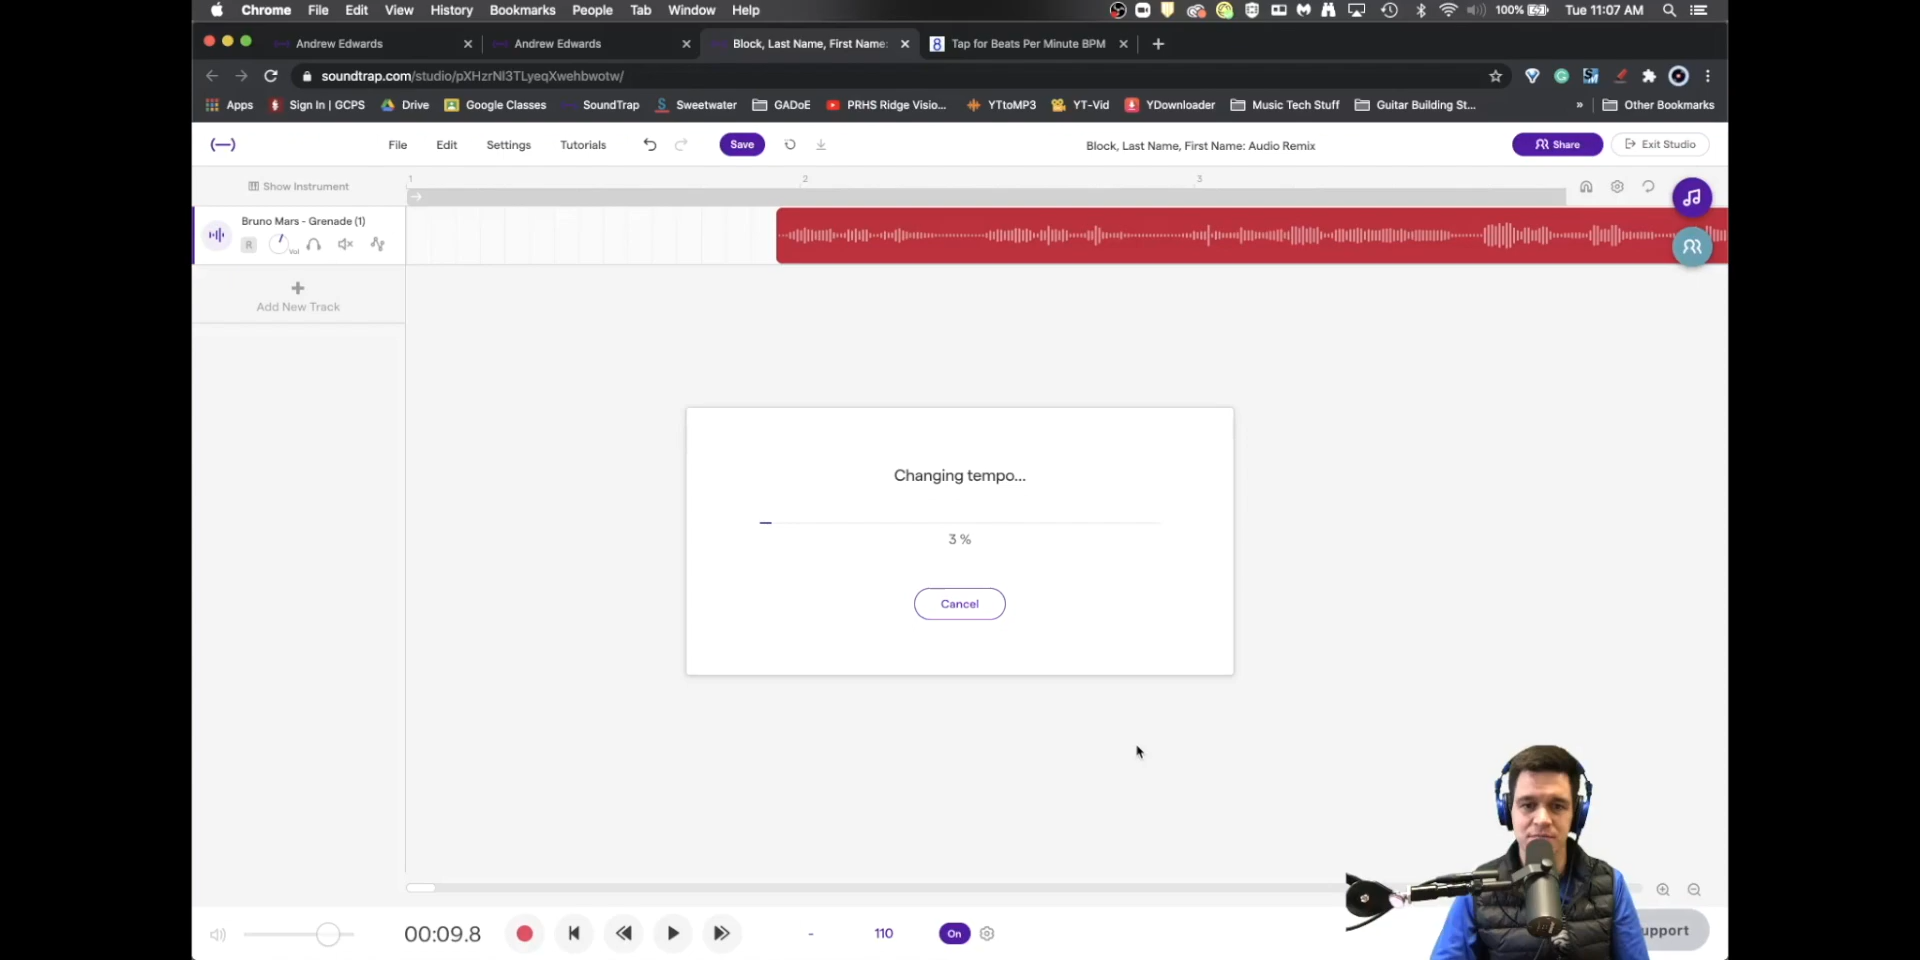 Chrome File Edit View History Bookmarks People Tab Window Help 100% Tue 11:07 AM
Andrew Edwards Andrew Edwards Block, Last Name, First Name: Tap for Beats Per Minute BPM
soundtrap.com/studio/pXHzrNI3TLyeqXwehbwotw/
Apps Sign In | GCPS Drive Google Classes SoundTrap Sweetwater GADoE PRHS Ridge Visio... YTtoMP3 YT-Vid YDownloader Music Tech Stuff Guitar Building St... » Other Bookmarks
File Edit Settings Tutorials Save Block, Last Name, First Name: Audio Remix Share Exit Studio
Show Instrument 1 2 3
Bruno Mars - Grenade (1)
R Vol
Add New Track
Changing tempo...
3 %
Cancel
00:09.8 - 110 On upport